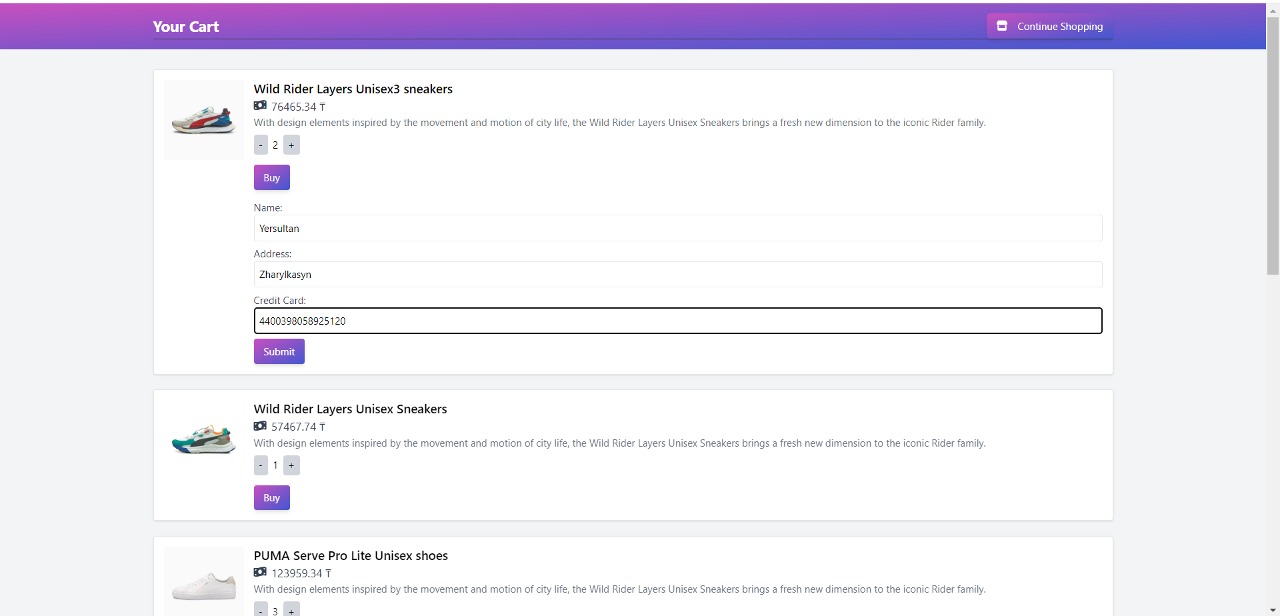 Your Cart
Continue Shopping
Wild Rider Layers Unisex3 sneakers
76465.34 ₸
With design elements inspired by the movement and motion of city life, the Wild Rider Layers Unisex Sneakers brings a fresh new dimension to the iconic Rider family.
- 2 +
Buy
Name:
Yersultan
Address:
Zharylkasyn
Credit Card:
4400398058925120
Submit
Wild Rider Layers Unisex Sneakers
57467.74 ₸
With design elements inspired by the movement and motion of city life, the Wild Rider Layers Unisex Sneakers brings a fresh new dimension to the iconic Rider family.
- 1 +
Buy
PUMA Serve Pro Lite Unisex shoes
123959.34 ₸
With design elements inspired by the movement and motion of city life, the Wild Rider Layers Unisex Sneakers brings a fresh new dimension to the iconic Rider family.
- 3 +